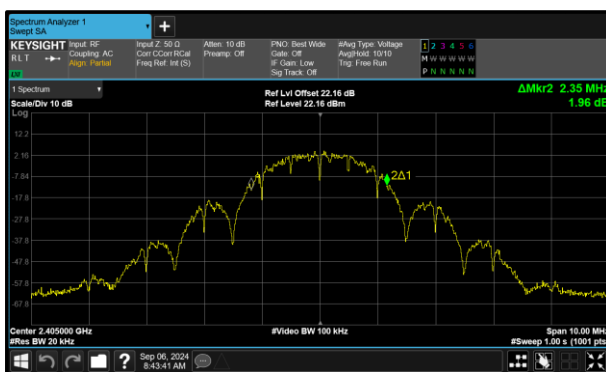 Spectrum Analyzer 1
Swept SA
+
KEYSIGHT
RLT
Input: RF
Coupling: AC
Align: Partial
Input Z: 50 Ω
Corr CCorr RCal
Freq Ref: Int (S)
Atten: 10 dB
Preamp: Off
PNO: Best Wide
Gate: Off
IF Gain: Low
Sig Track: Off
#Avg Type: Voltage
Avg|Hold: 10/10
Trig: Free Run
1 2 3 4 5 6
M W W W W W
P N N N N N
1 Spectrum
Scale/Div 10 dB
Log
Ref Lvl Offset 22.16 dB
Ref Level 22.16 dBm
ΔMkr2 2.35 MHz
1.96 dB
12.2
2.16
-7.84
-17.8
-27.8
-37.8
-47.8
-57.8
-67.8
2Δ1
Center 2.405000 GHz
#Res BW 20 kHz
#Video BW 100 kHz
Span 10.00 MHz
#Sweep 1.00 s (1001 pts)
?
Sep 06, 2024
8:43:41 AM